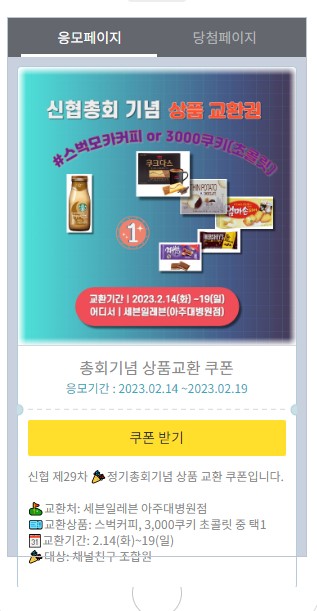 응모페이지
당첨페이지
신협총회 기념 상품 교환권
#스벅모카커피 or 3000쿠키(초콜릿)
쿠크다스
THIN POTATO
엄마손
HERSHEY'S
1
교환기간 | 2023.2.14(화) ~19(일)
어디서 | 세븐일레븐(아주대병원점)
총회기념 상품교환 쿠폰
응모기간 : 2023.02.14 ~2023.02.19
쿠폰 받기
신협 제29차 🎉정기총회기념 상품 교환 쿠폰입니다.
⛳교환처: 세븐일레븐 아주대병원점
🎫교환상품: 스벅커피, 3,000쿠키 초콜릿 중 택1
📅교환기간: 2.14(화)~19(일)
🎉대상: 채널친구 조합원